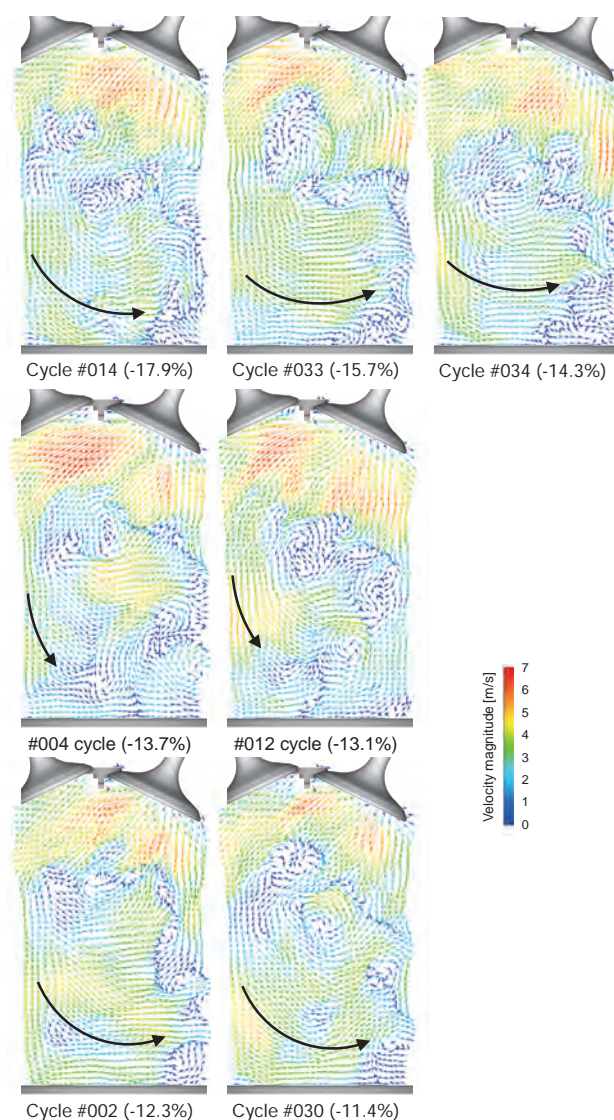 Cycle #014 (-17.9%)
Cycle #033 (-15.7%)
Cycle #034 (-14.3%)
#004 cycle (-13.7%)
#012 cycle (-13.1%)
Velocity magnitude [m/s]
7
6
5
4
3
2
1
0
Cycle #002 (-12.3%)
Cycle #030 (-11.4%)